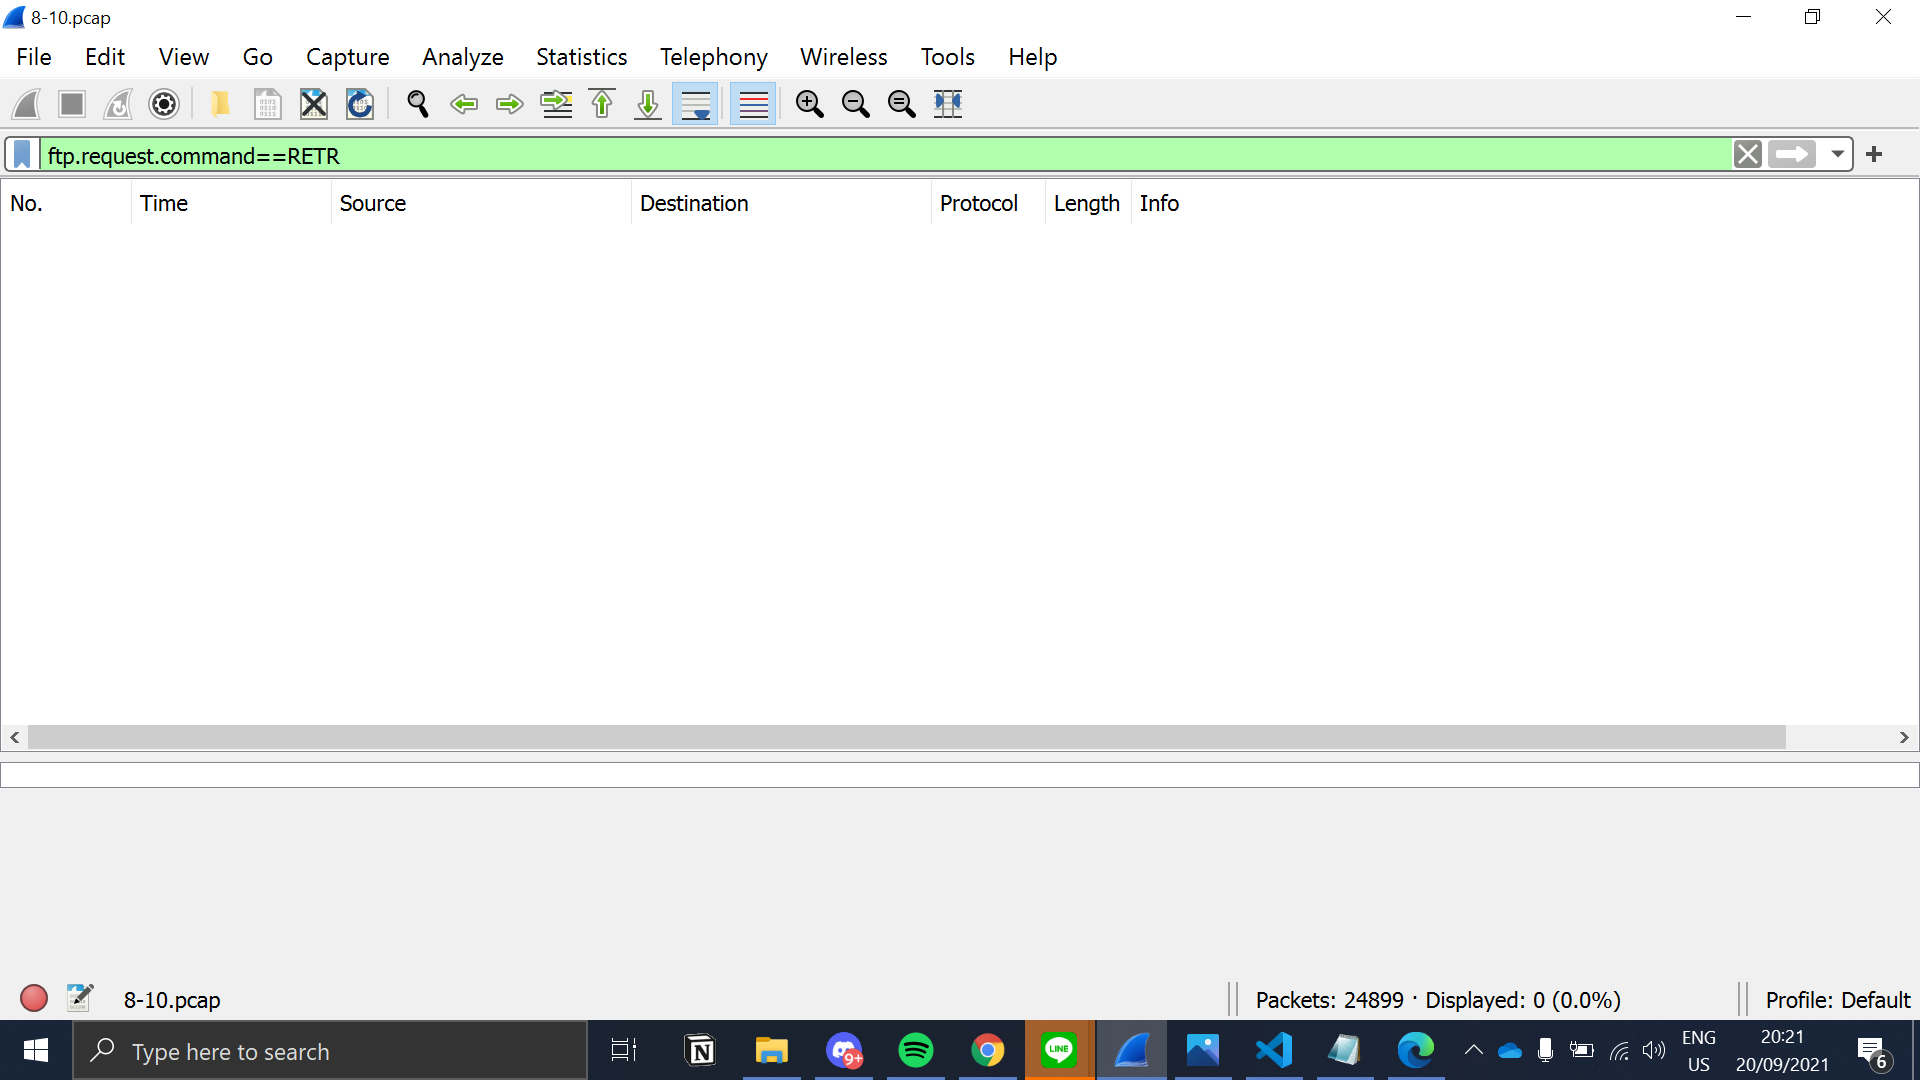 8-10.pcap
File Edit View Go Capture Analyze Statistics Telephony Wireless Tools Help
ftp.request.command==RETR
No. Time Source Destination Protocol Length Info
8-10.pcap Packets: 24899 · Displayed: 0 (0.0%) Profile: Default
Type here to search
9+
LINE
ENG
US
20:21
20/09/2021
6